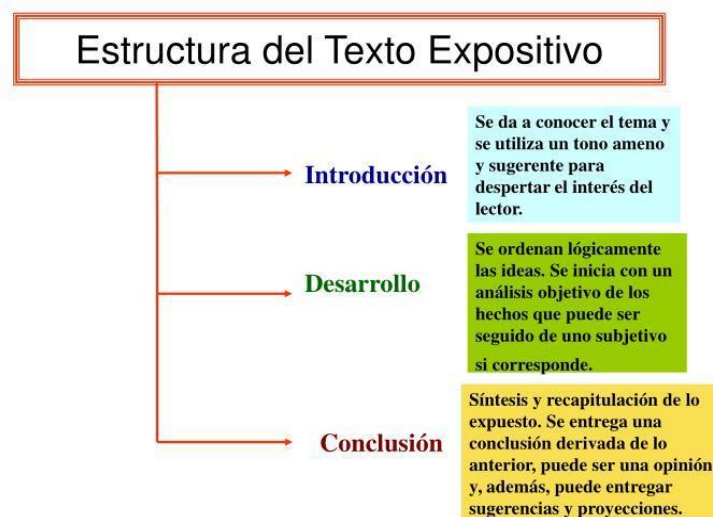 Estructura del Texto Expositivo
Introducción
Se da a conocer el tema y
se utiliza un tono ameno
y sugerente para
despertar el interés del
lector.
Desarrollo
Se ordenan lógicamente
las ideas. Se inicia con un
análisis objetivo de los
hechos que puede ser
seguido de uno subjetivo
si corresponde.
Conclusión
Síntesis y recapitulación de lo
expuesto. Se entrega una
conclusión derivada de lo
anterior, puede ser una opinión
y, además, puede entregar
sugerencias y proyecciones.